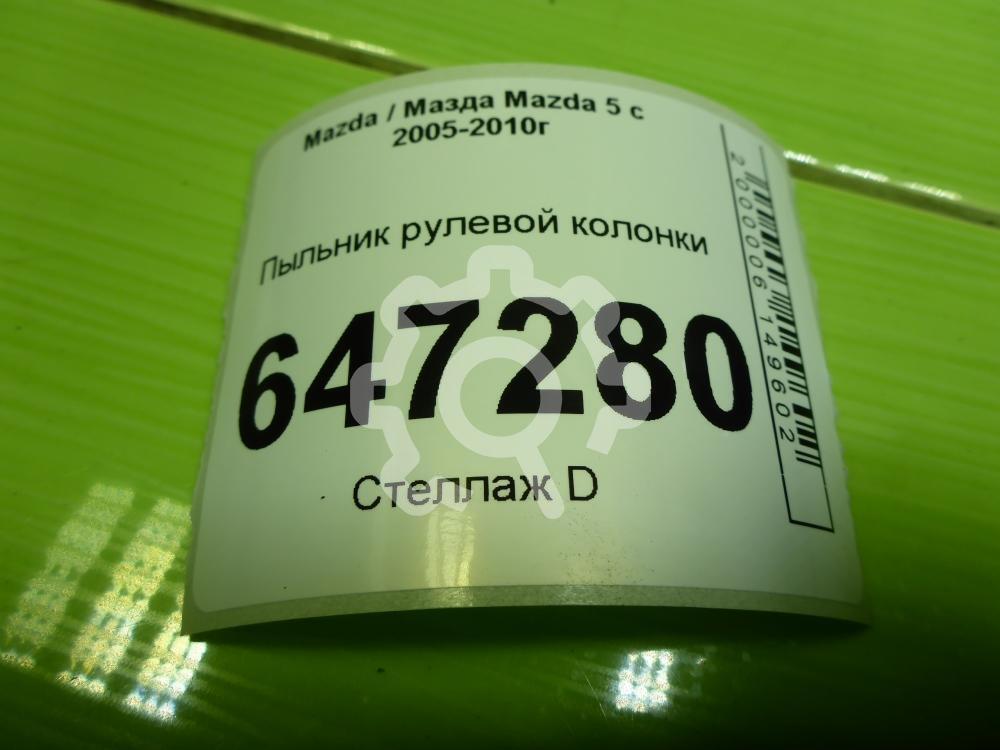 Mazda / Мазда Mazda 5 с
2005-2010г
Пыльник рулевой колонки
647280
Стеллаж D
2000006149602